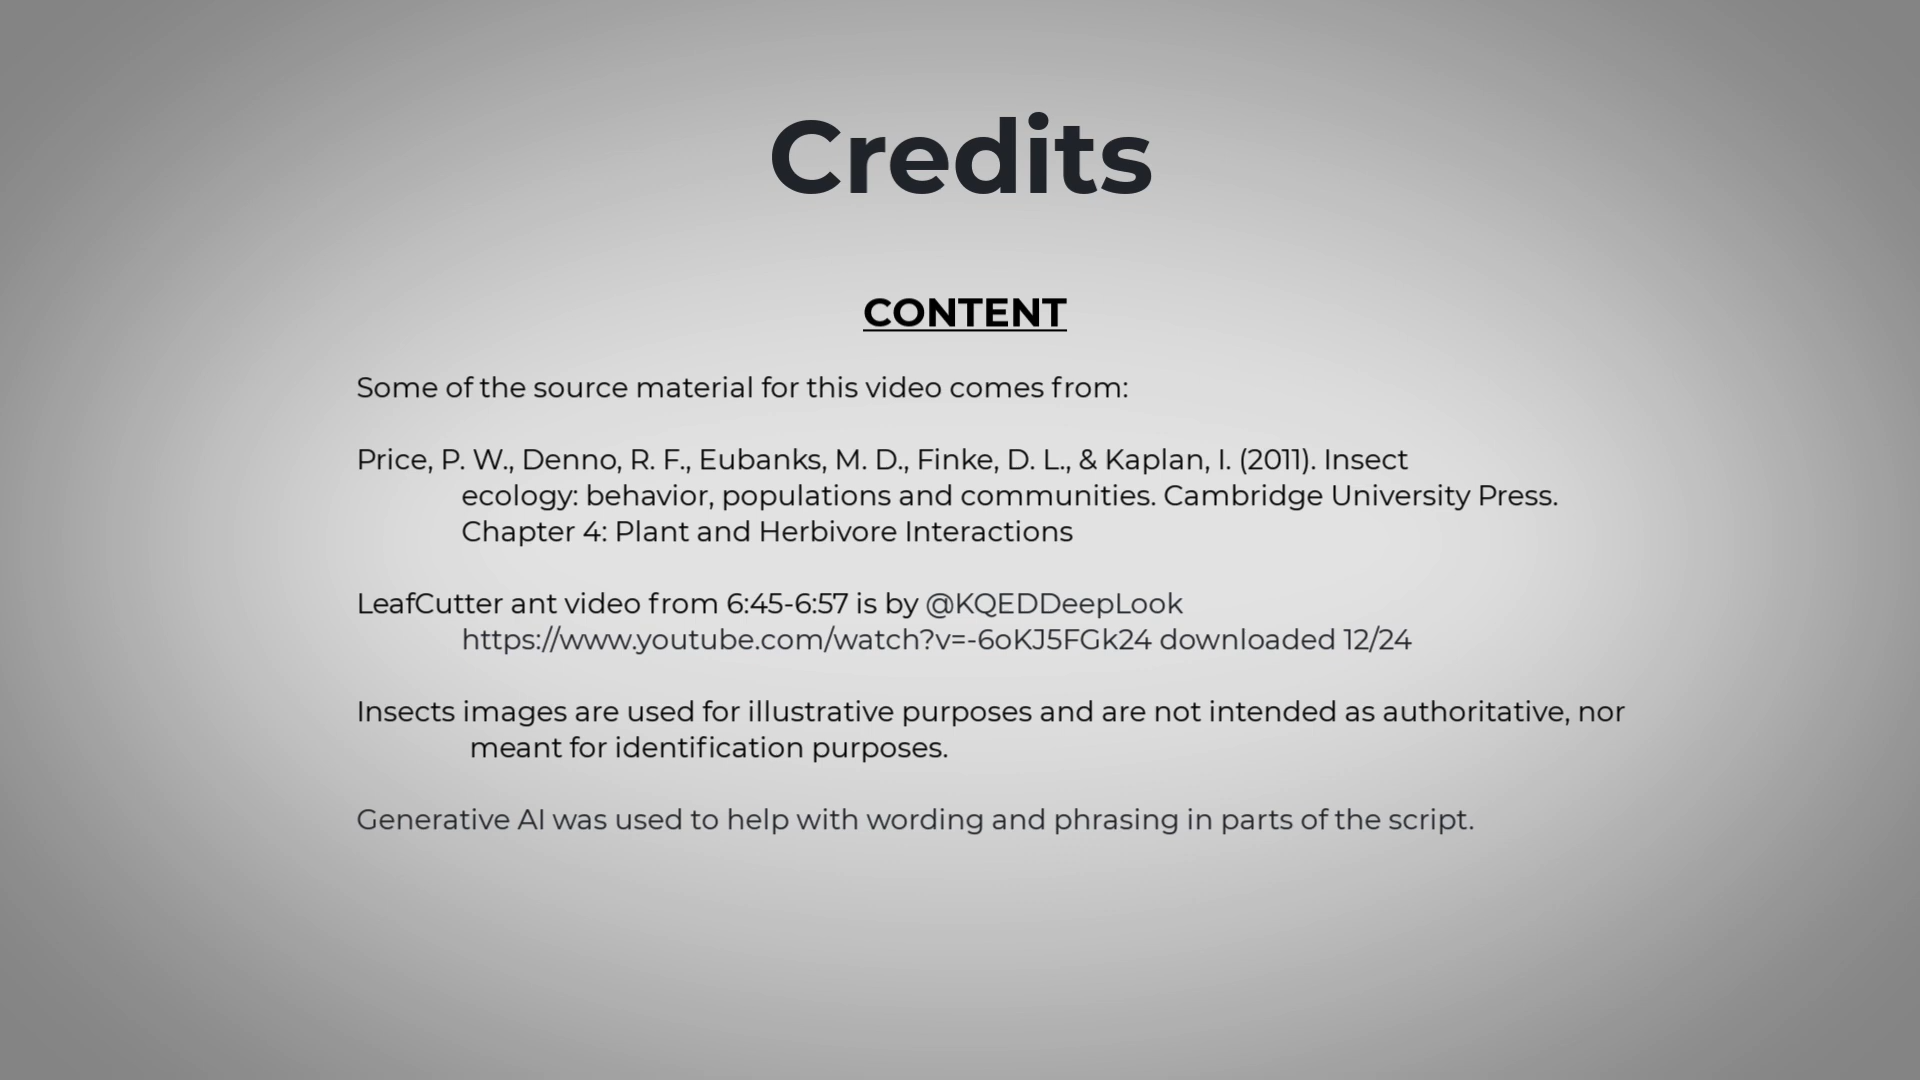 Credits
CONTENT
Some of the source material for this video comes from:
Price, P. W., Denno, R. F., Eubanks, M. D., Finke, D. L., & Kaplan, I. (2011). Insect
ecology: behavior, populations and communities. Cambridge University Press.
Chapter 4: Plant and Herbivore Interactions
LeafCutter ant video from 6:45-6:57 is by @KQEDDeepLook
https://www.youtube.com/watch?v=-6oKJ5FGk24 downloaded 12/24
Insects images are used for illustrative purposes and are not intended as authoritative, nor
meant for identification purposes.
Generative AI was used to help with wording and phrasing in parts of the script.